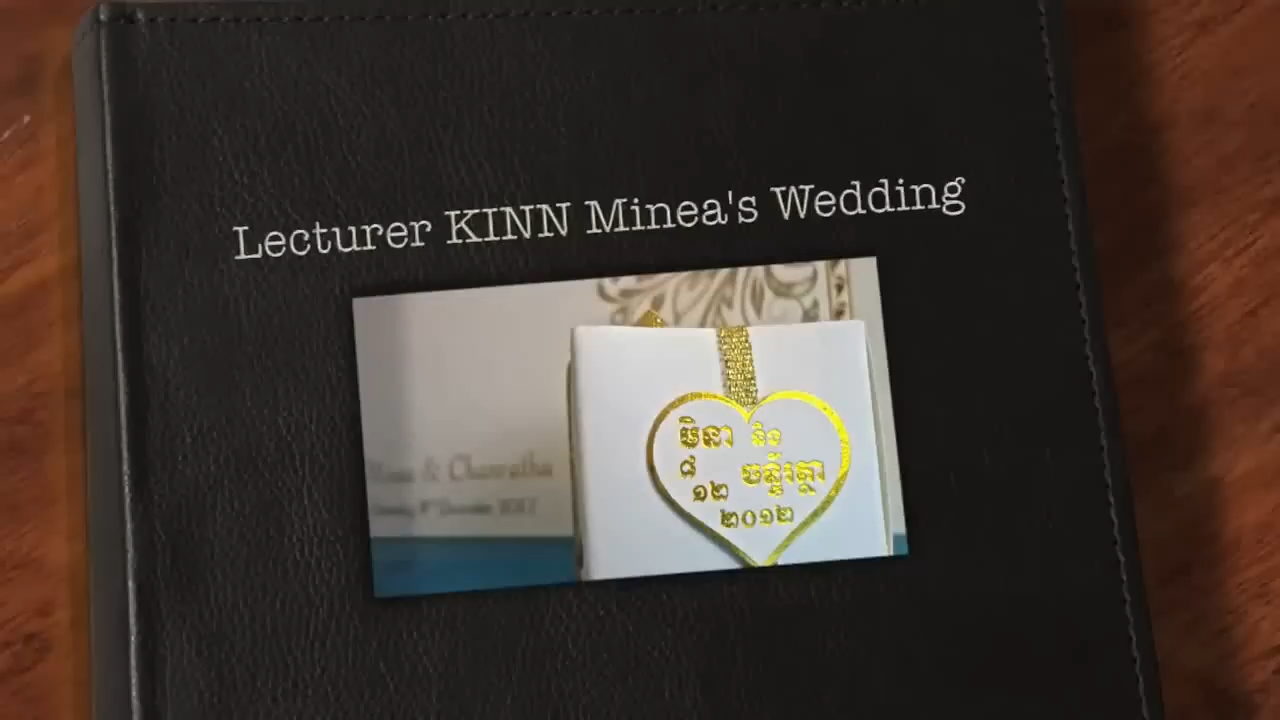 Lecturer KINN Minea's Wedding
មិនា និង
៨ ចន្ទ័រត្ថា
១២
២០១២
&